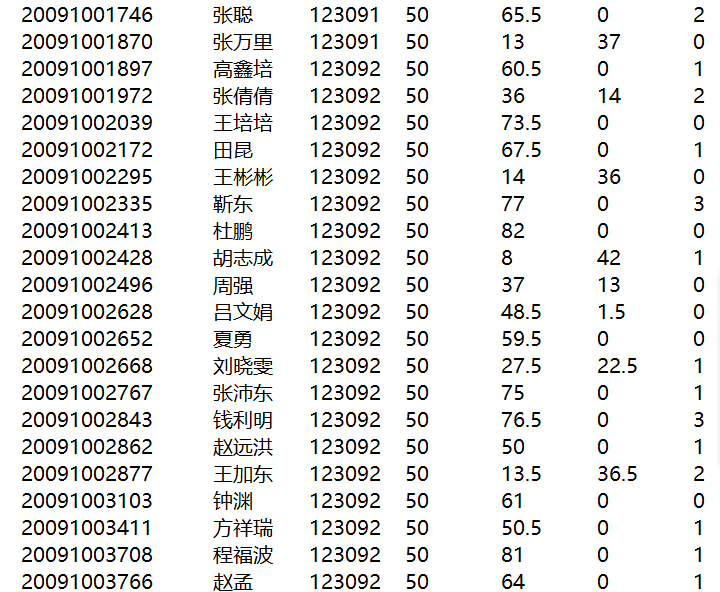 20091001746 张聪 123091 50 65.5 0 2
20091001870 张万里 123091 50 13 37 0
20091001897 高鑫培 123092 50 60.5 0 1
20091001972 张倩倩 123092 50 36 14 2
20091002039 王培培 123092 50 73.5 0 0
20091002172 田昆 123092 50 67.5 0 1
20091002295 王彬彬 123092 50 14 36 0
20091002335 靳东 123092 50 77 0 3
20091002413 杜鹏 123092 50 82 0 0
20091002428 胡志成 123092 50 8 42 1
20091002496 周强 123092 50 37 13 0
20091002628 吕文娟 123092 50 48.5 1.5 0
20091002652 夏勇 123092 50 59.5 0 0
20091002668 刘晓雯 123092 50 27.5 22.5 1
20091002767 张沛东 123092 50 75 0 1
20091002843 钱利明 123092 50 76.5 0 3
20091002862 赵远洪 123092 50 50 0 1
20091002877 王加东 123092 50 13.5 36.5 2
20091003103 钟渊 123092 50 61 0 0
20091003411 方祥瑞 123092 50 50.5 0 1
20091003708 程福波 123092 50 81 0 1
20091003766 赵孟 123092 50 64 0 1